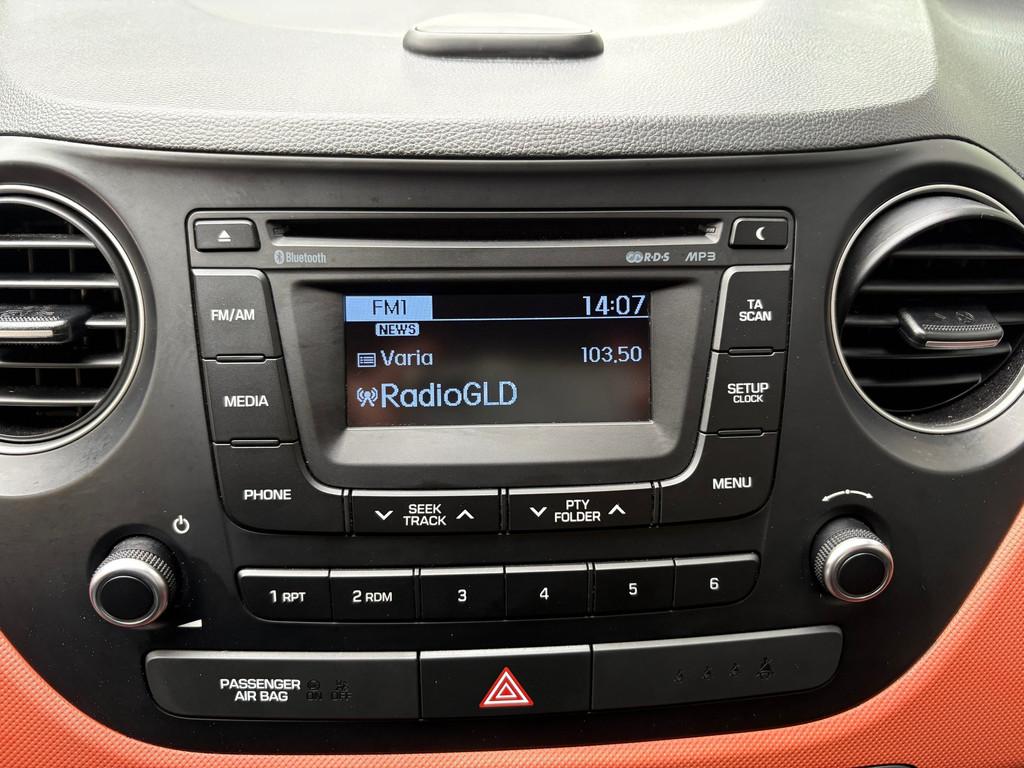 Bluetooth
R·D·S MP3
FM/AM
MEDIA
PHONE
FM1 14:07
NEWS
Varia 103.50
RadioGLD
TA
SCAN
SETUP
CLOCK
MENU
SEEK
TRACK
PTY
FOLDER
1 RPT
2 RDM
3
4
5
6
PASSENGER
AIR BAG
ON OFF